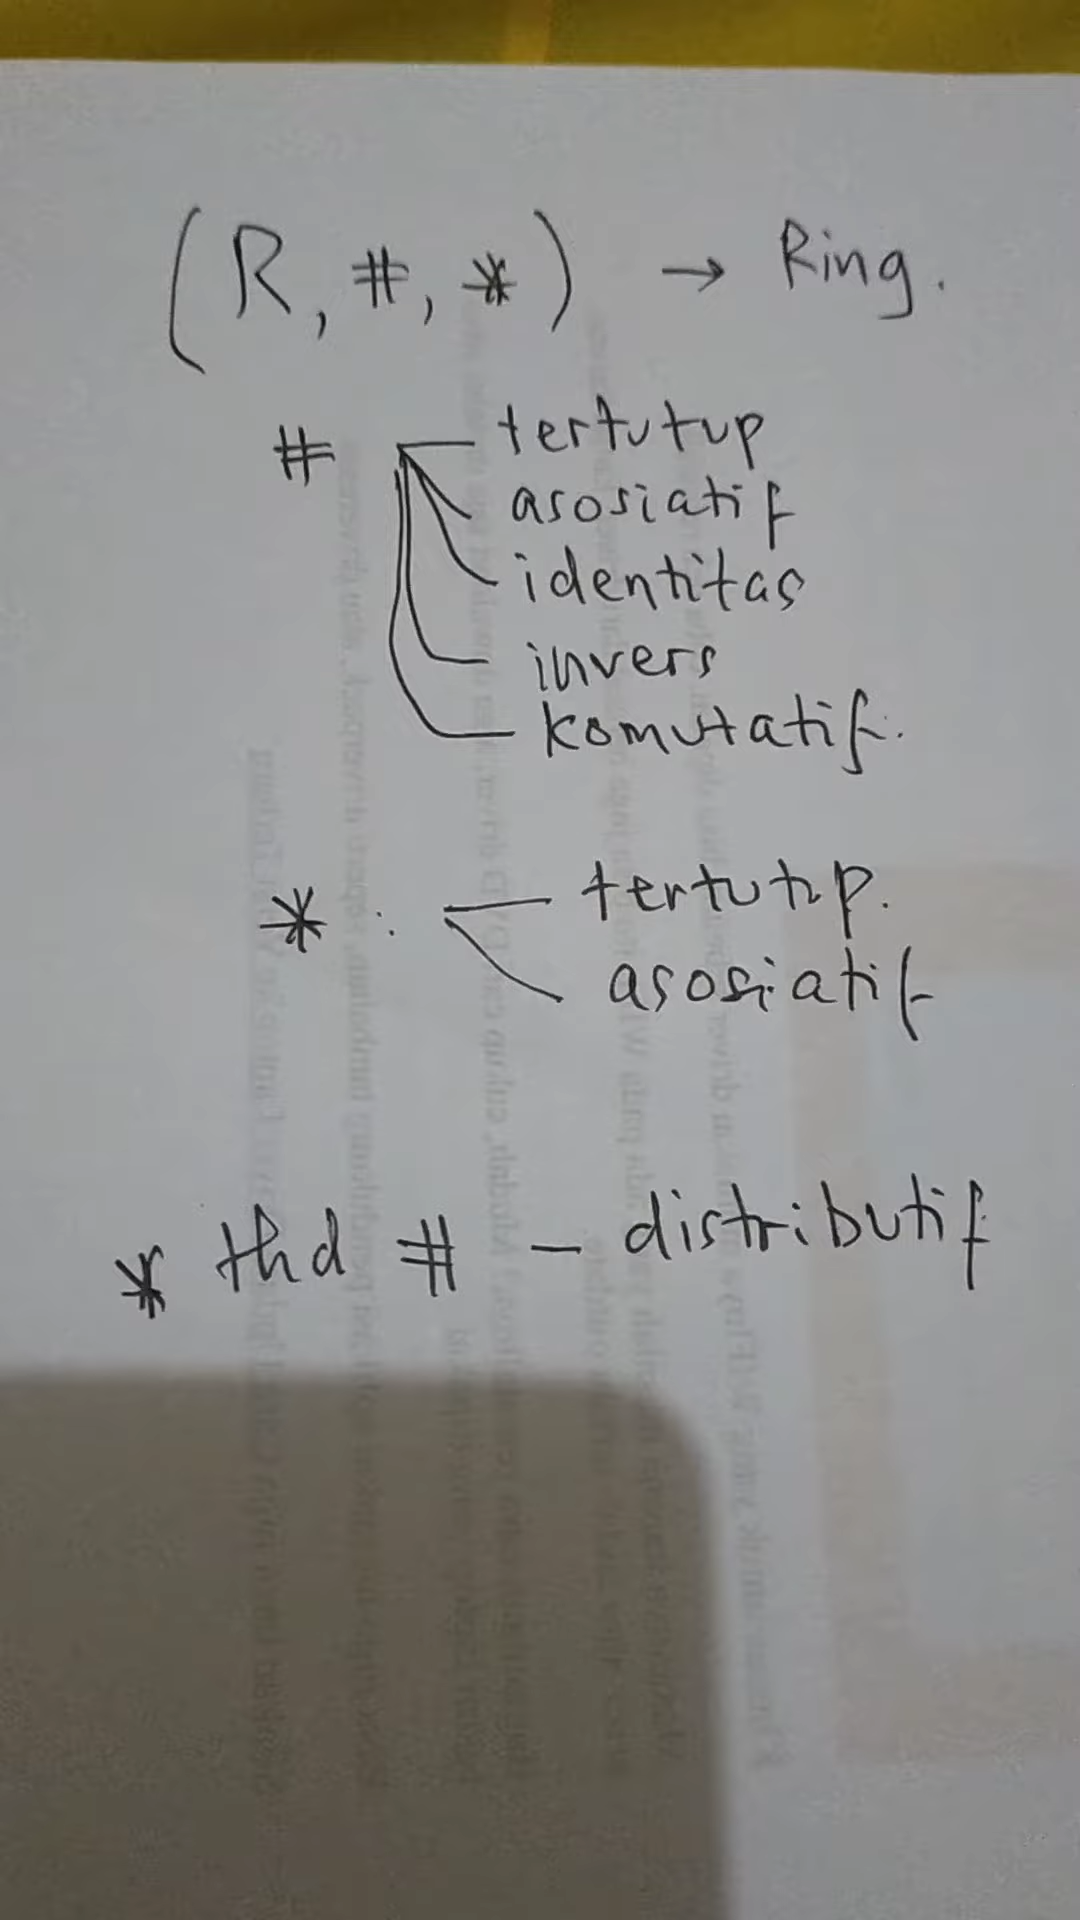 (R, #, *) → Ring.
# tertutup
asosiatif
identitas
invers
komutatif.
* : tertutup.
asosiatif
* thd # - distributif